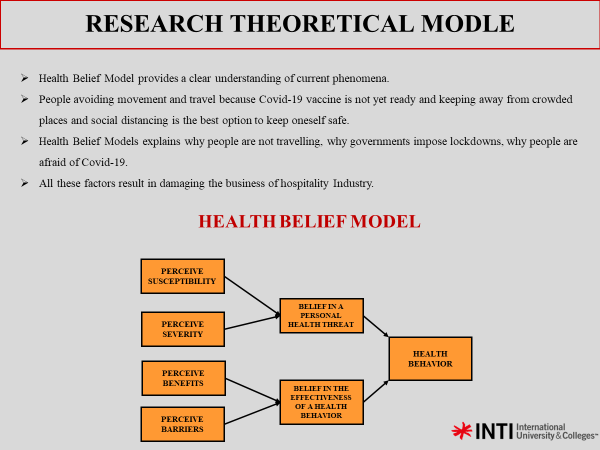 RESEARCH THEORETICAL MODLE
➢ Health Belief Model provides a clear understanding of current phenomena.
➢ People avoiding movement and travel because Covid-19 vaccine is not yet ready and keeping away from crowded
places and social distancing is the best option to keep oneself safe.
➢ Health Belief Models explains why people are not travelling, why governments impose lockdowns, why people are
afraid of Covid-19.
➢ All these factors result in damaging the business of hospitality Industry.
HEALTH BELIEF MODEL
PERCEIVE
SUSCEPTIBILITY
PERCEIVE
SEVERITY
PERCEIVE
BENEFITS
PERCEIVE
BARRIERS
BELIEF IN A
PERSONAL
HEALTH THREAT
BELIEF IN THE
EFFECTIVENESS
OF A HEALTH
BEHAVIOR
HEALTH
BEHAVIOR
INTI International
University & Colleges™